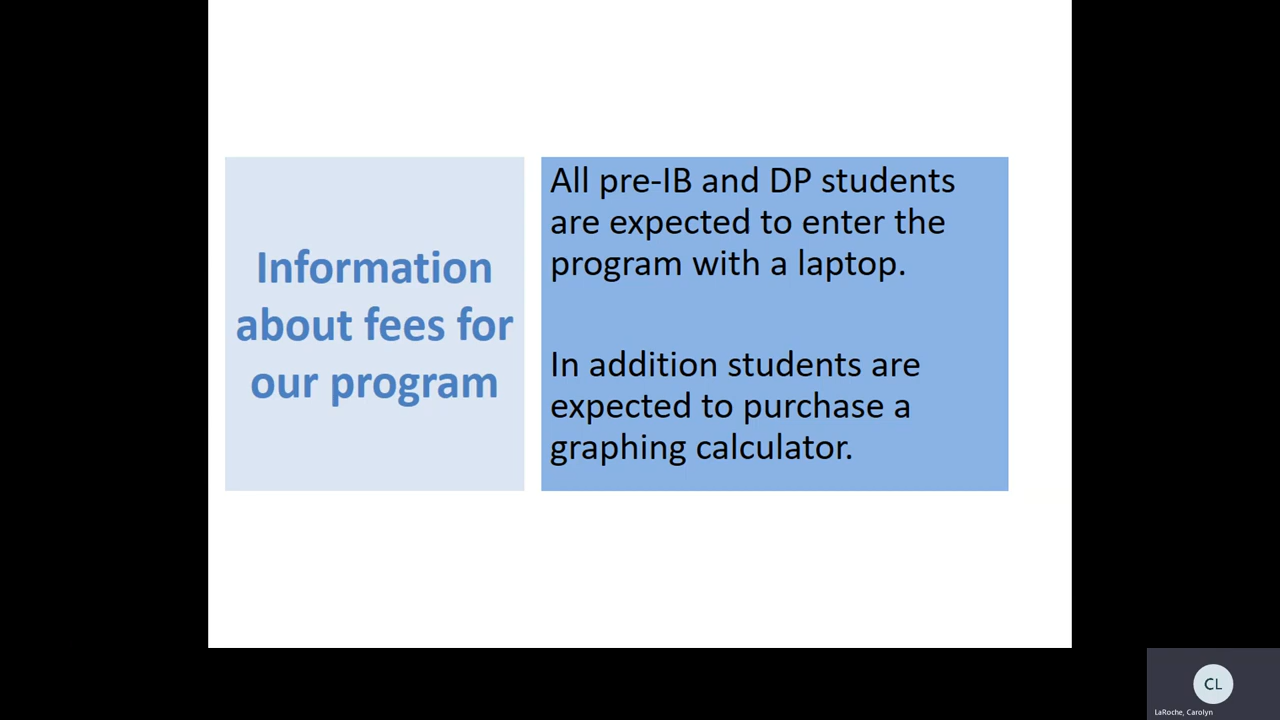 Information
about fees for
our program
All pre-IB and DP students
are expected to enter the
program with a laptop.
In addition students are
expected to purchase a
graphing calculator.
CL
LaRoche, Carolyn